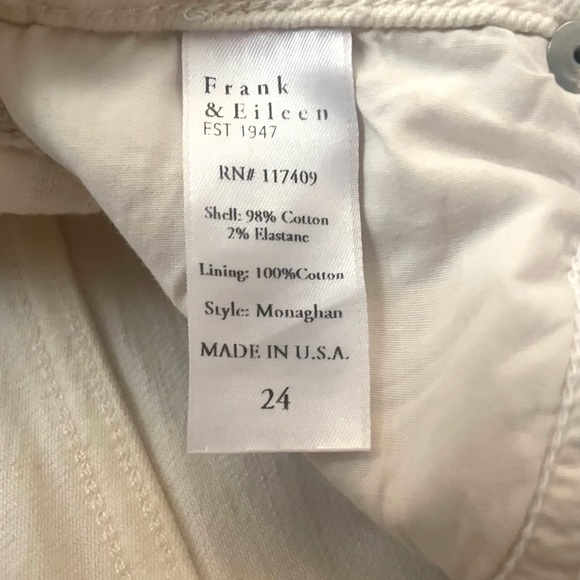 Frank
& Eileen
EST 1947
RN# 117409
Shell: 98% Cotton
2% Elastane
Lining: 100%Cotton
Style: Monaghan
MADE IN U.S.A.
24